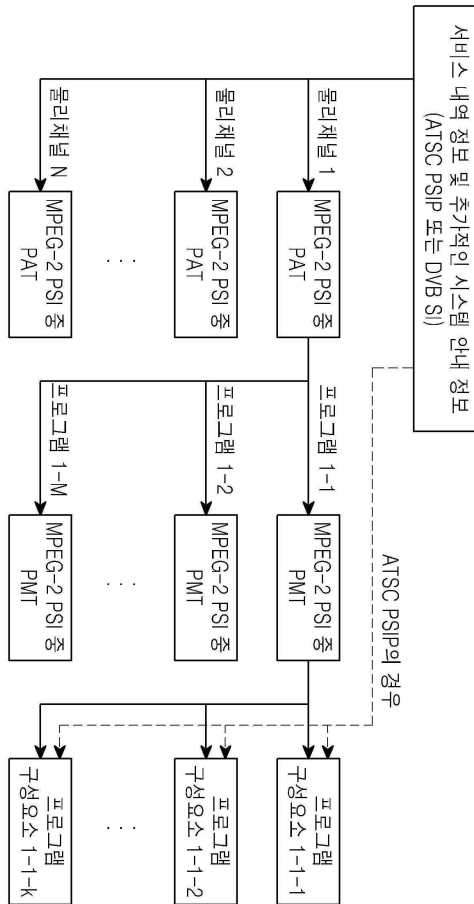 서비스 내역 정보 및 추가적인 시스템 안내 정보
(ATSC PSIP 또는 DVB SI)
물리채널 1
MPEG-2 PSI 중
PAT
물리채널 2
MPEG-2 PSI 중
PAT
. . .
물리채널 N
MPEG-2 PSI 중
PAT
ATSC PSIP의 경우
프로그램 1-1
MPEG-2 PSI 중
PMT
프로그램 1-2
MPEG-2 PSI 중
PMT
. . .
프로그램 1-M
MPEG-2 PSI 중
PMT
프로그램
구성요소 1-1-1
프로그램
구성요소 1-1-2
. . .
프로그램
구성요소 1-1-k